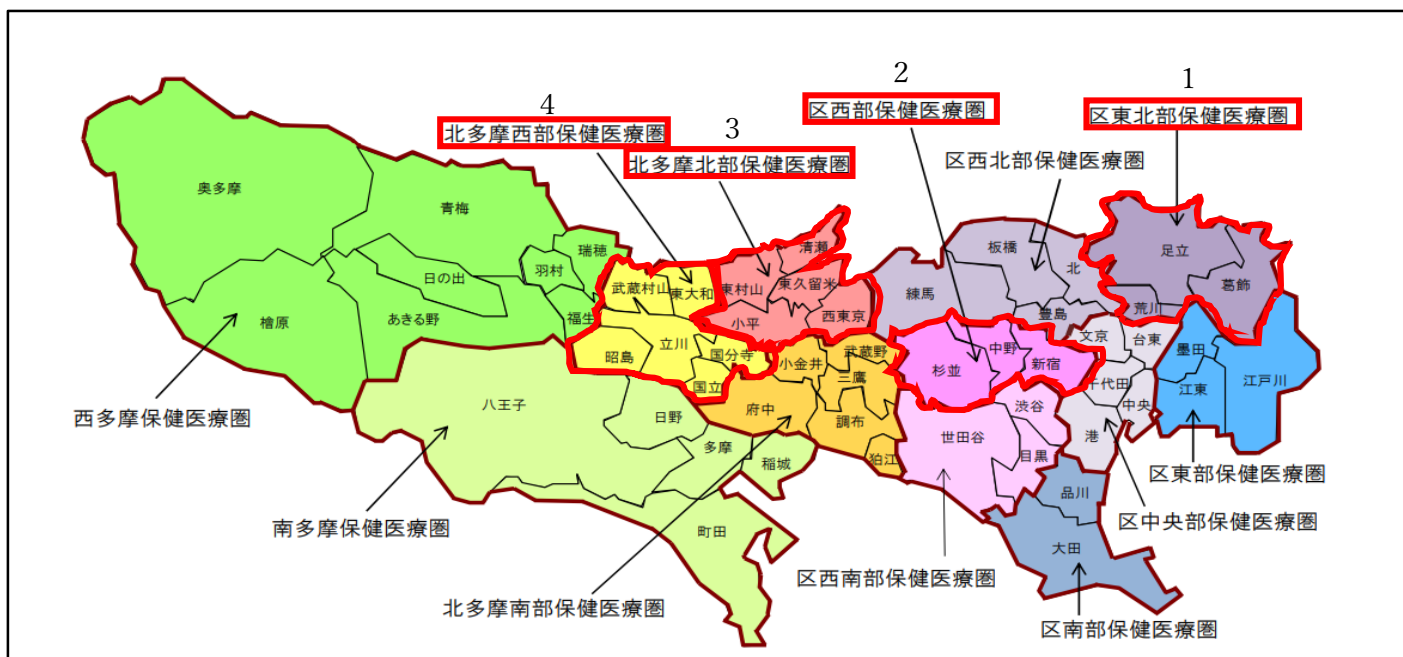 2
1
4
3
区西部保健医療圏
区東北部保健医療圏
北多摩西部保健医療圏
北多摩北部保健医療圏
区西北部保健医療圏
奥多摩
青梅
瑞穂
羽村
日の出
福生
あきる野
檜原
武蔵村山
東大和
昭島
立川
国分寺
国立
清瀬
東村山
東久留米
小平
西東京
板橋
北
練馬
豊島
足立
葛飾
荒川
文京
台東
千代田
中央
港
墨田
江東
江戸川
中野
新宿
杉並
小金井
武蔵野
三鷹
府中
調布
狛江
渋谷
世田谷
目黒
品川
大田
八王子
日野
多摩
稲城
町田
西多摩保健医療圏
南多摩保健医療圏
北多摩南部保健医療圏
区西南部保健医療圏
区東部保健医療圏
区中央部保健医療圏
区南部保健医療圏